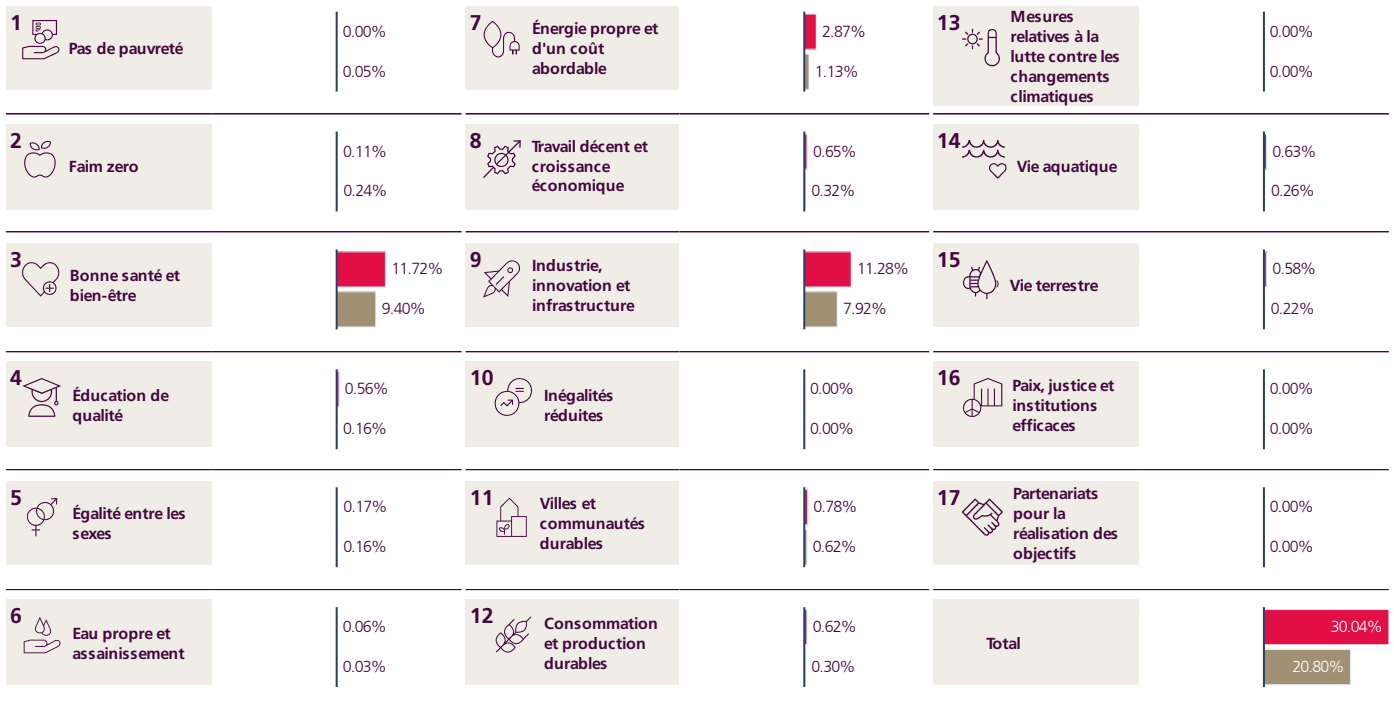 1
Pas de pauvreté
0.00%
0.05%
2
Faim zero
0.11%
0.24%
3
Bonne santé et
bien-être
11.72%
9.40%
4
Éducation de
qualité
0.56%
0.16%
5
Égalité entre les
sexes
0.17%
0.16%
6
Eau propre et
assainissement
0.06%
0.03%
7
Énergie propre et
d'un coût
abordable
2.87%
1.13%
8
Travail décent et
croissance
économique
0.65%
0.32%
9
Industrie,
innovation et
infrastructure
11.28%
7.92%
10
Inégalités
réduites
0.00%
0.00%
11
Villes et
communautés
durables
0.78%
0.62%
12
Consommation
et production
durables
0.62%
0.30%
13
Mesures
relatives à la
lutte contre les
changements
climatiques
0.00%
0.00%
14
Vie aquatique
0.63%
0.26%
15
Vie terrestre
0.58%
0.22%
16
Paix, justice et
institutions
efficaces
0.00%
0.00%
17
Partenariats
pour la
réalisation des
objectifs
0.00%
0.00%
Total
30.04%
20.80%